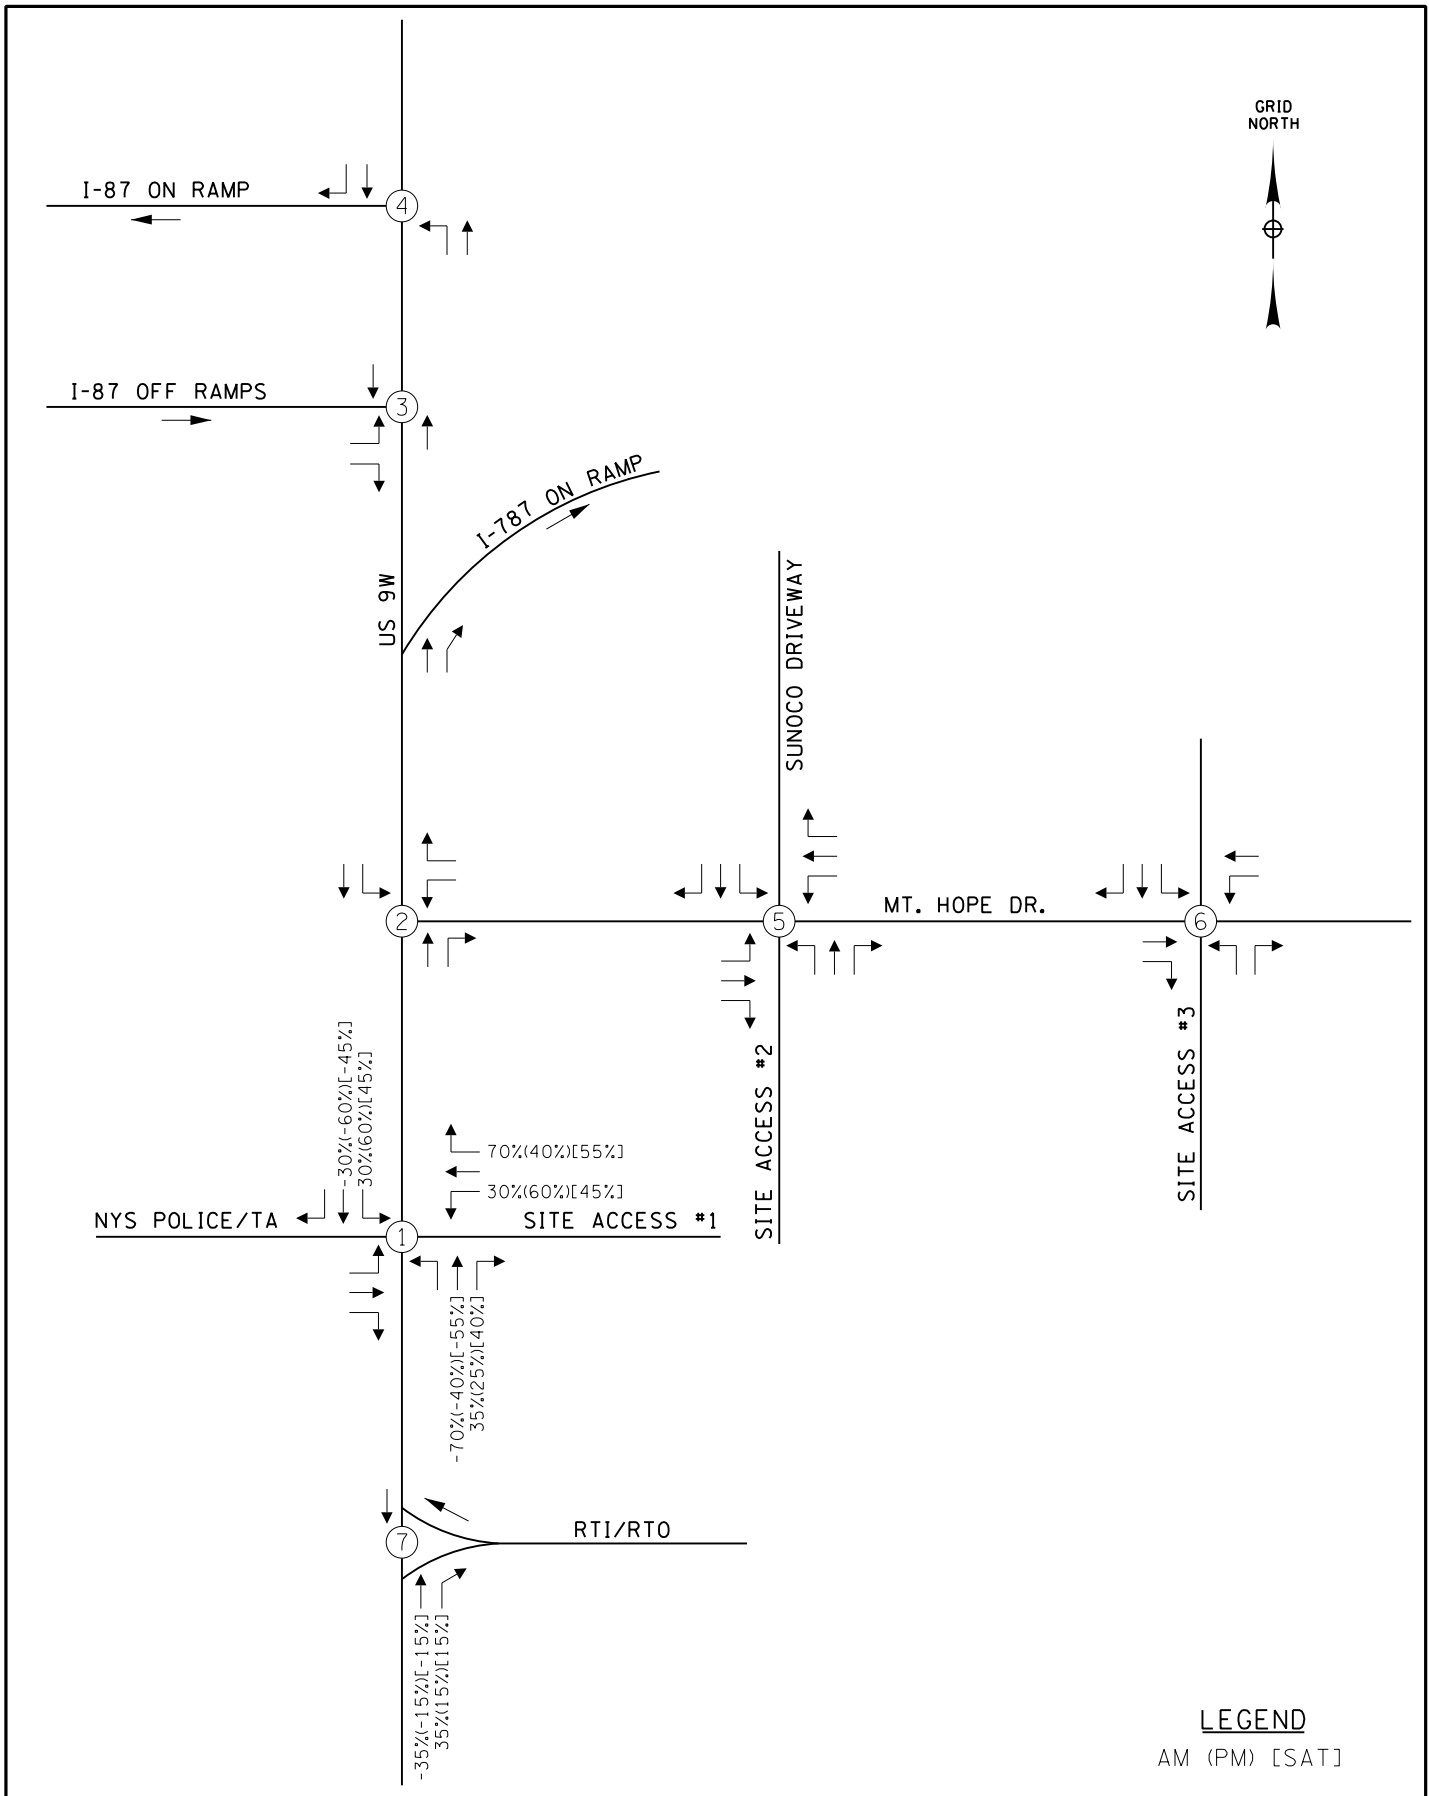 GRID
NORTH
I-87 ON RAMP
4
I-87 OFF RAMPS
3
I-787 ON RAMP
US 9W
SUNOCO DRIVEWAY
2
5
MT. HOPE DR.
6
SITE ACCESS #3
SITE ACCESS #2
-30%(-60%)[-45%]
30%(60%)[45%]
70%(40%)[55%]
30%(60%)[45%]
NYS POLICE/TA
SITE ACCESS #1
1
-70%(-40%)[-55%]
35%(25%)[40%]
RTI/RTO
7
-35%(-15%)[-15%]
35%(15%)[15%]
LEGEND
AM (PM) [SAT]